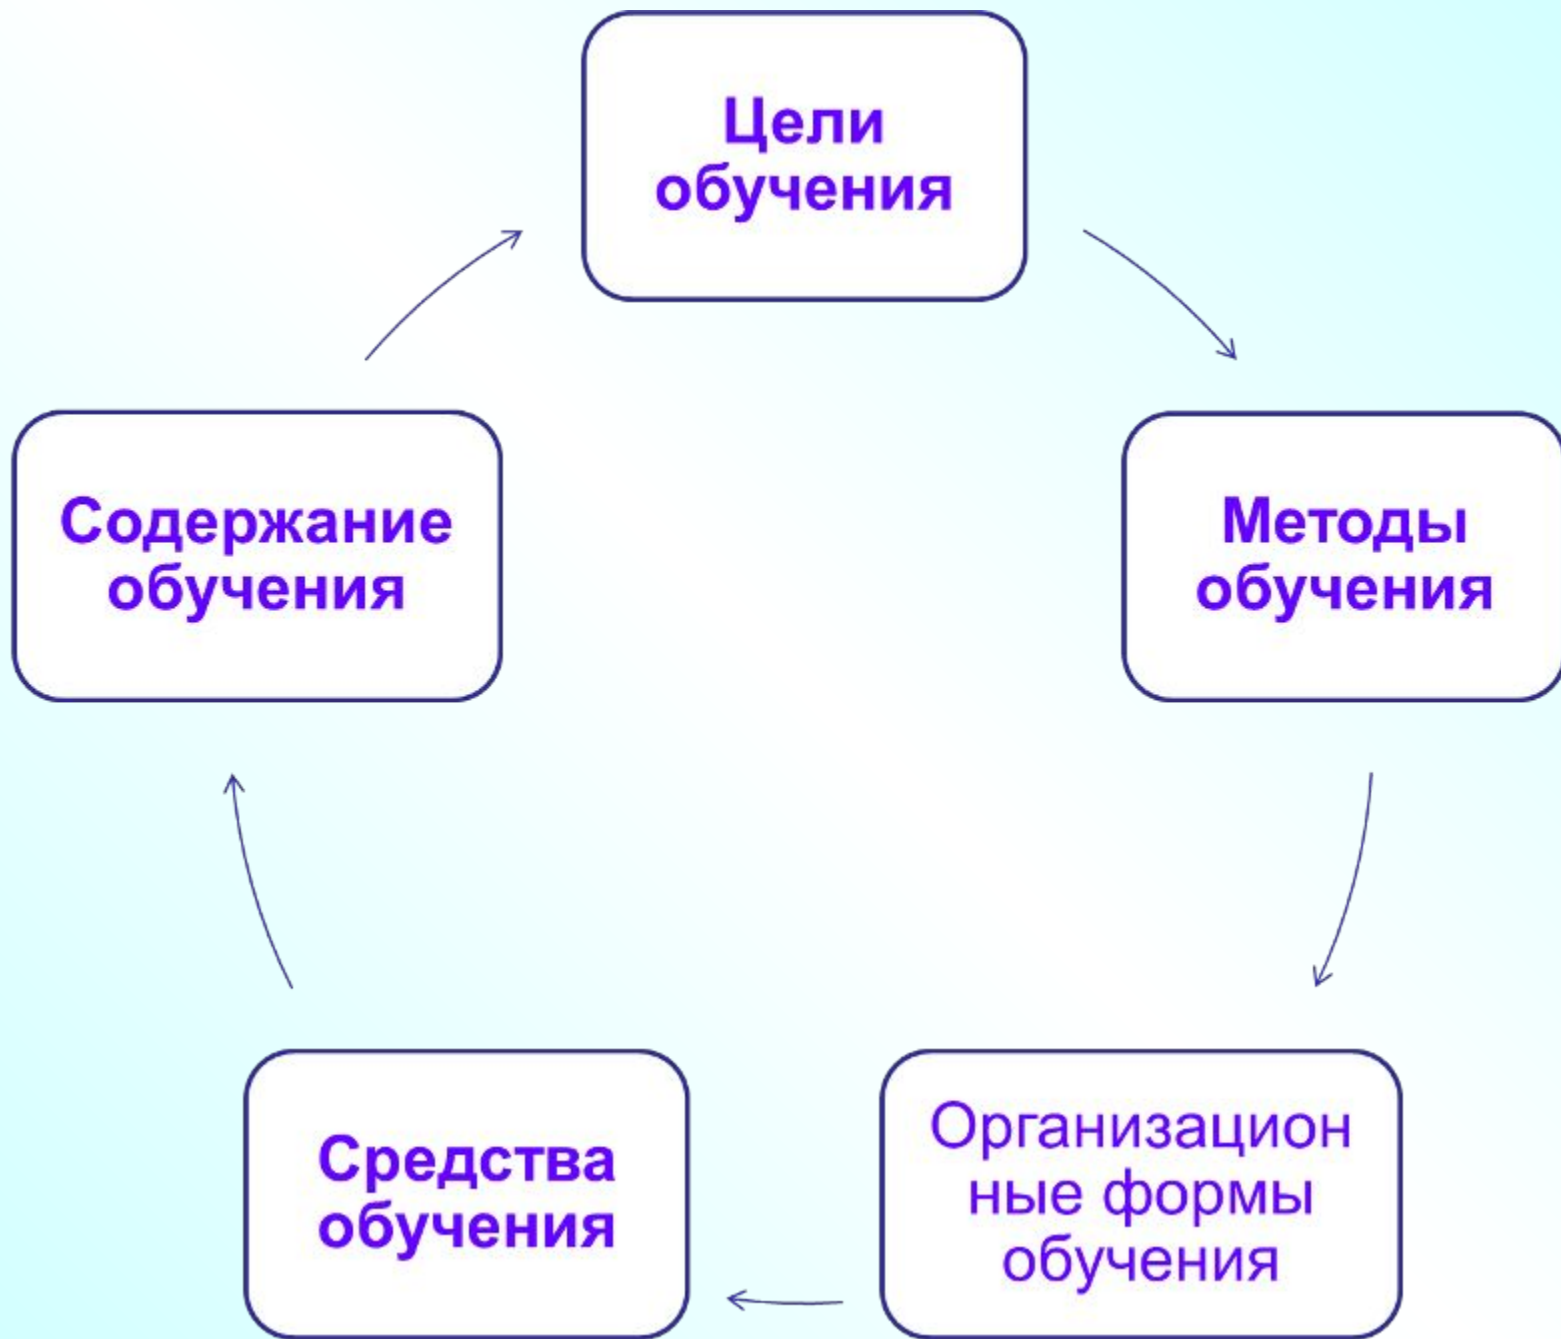 Цели
обучения
Методы
обучения
Организацион
ные формы
обучения
Средства
обучения
Содержание
обучения